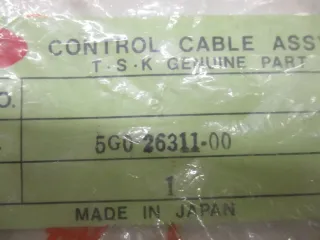 CONTROL CABLE ASS
T.S.K GENUINE PART
O.
5G0 26311-00
1
MADE IN JAPAN